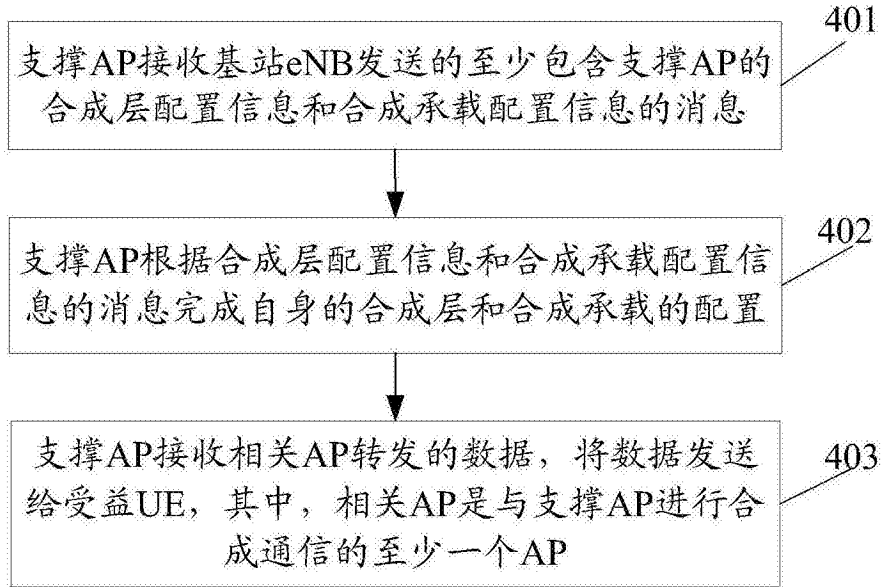 401
支撑AP接收基站eNB发送的至少包含支撑AP的
合成层配置信息和合成承载配置信息的消息
402
支撑AP根据合成层配置信息和合成承载配置信
息的消息完成自身的合成层和合成承载的配置
403
支撑AP接收相关AP转发的数据，将数据发送
给受益UE，其中，相关AP是与支撑AP进行合
成通信的至少一个AP